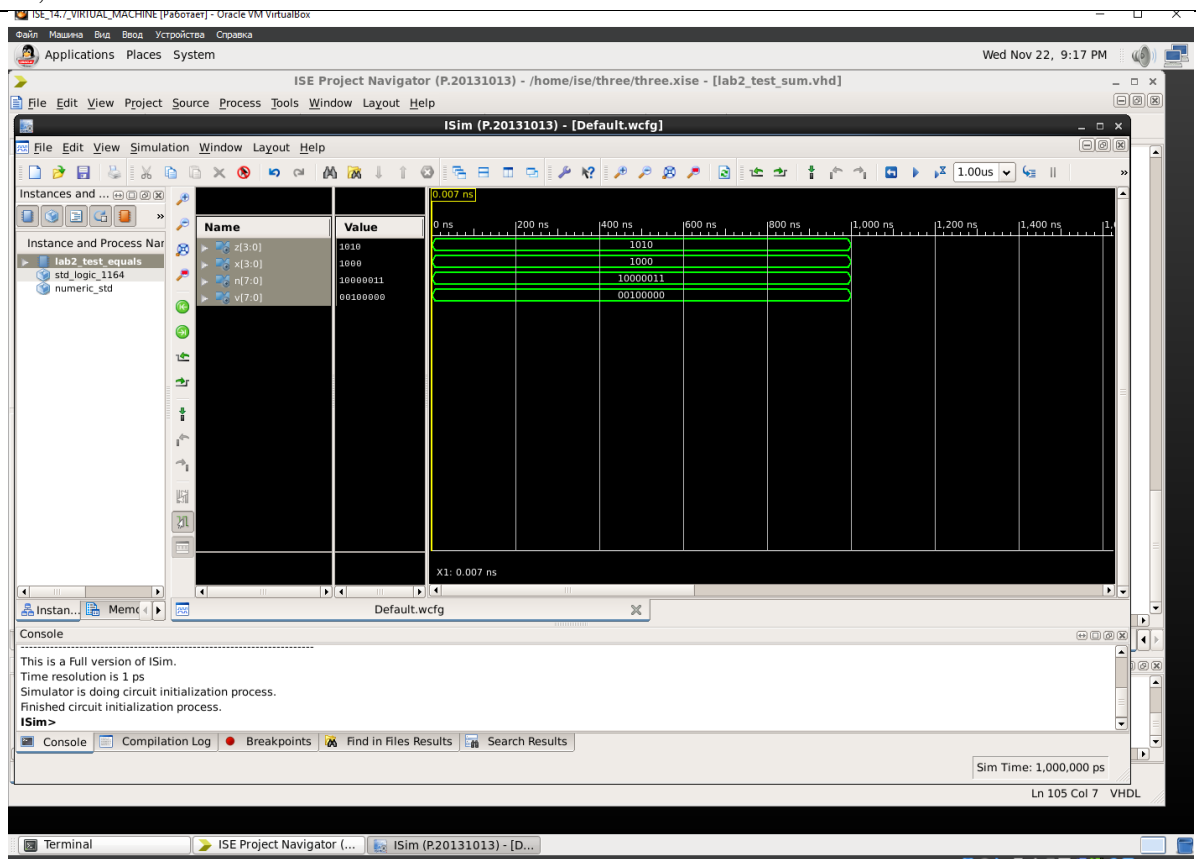 ISE_14.7_VIRTUAL_MACHINE [Работает] - Oracle VM VirtualBox
Файл Машина Вид Ввод Устройства Справка
Applications Places System Wed Nov 22, 9:17 PM
ISE Project Navigator (P.20131013) - /home/ise/three/three.xise - [lab2_test_sum.vhd]
File Edit View Project Source Process Tools Window Layout Help
ISim (P.20131013) - [Default.wcfg]
File Edit View Simulation Window Layout Help
1.00us »
Instances and ...
»
0.007 ns
Name Value 0 ns 200 ns 400 ns 600 ns 800 ns 1,000 ns 1,200 ns 1,400 ns
Instance and Process Nar
z[3:0] 1010 1010
lab2_test_equals x[3:0] 1000 1000
std_logic_1164 n[7:0] 10000011 10000011
numeric_std v[7:0] 00100000 00100000
X1: 0.007 ns
Instan... Memo Default.wcfg
Console
This is a Full version of ISim.
Time resolution is 1 ps
Simulator is doing circuit initialization process.
Finished circuit initialization process.
ISim>
Console Compilation Log Breakpoints Find in Files Results Search Results
Sim Time: 1,000,000 ps
Ln 105 Col 7 VHDL
Terminal ISE Project Navigator (... ISim (P.20131013) - [D...